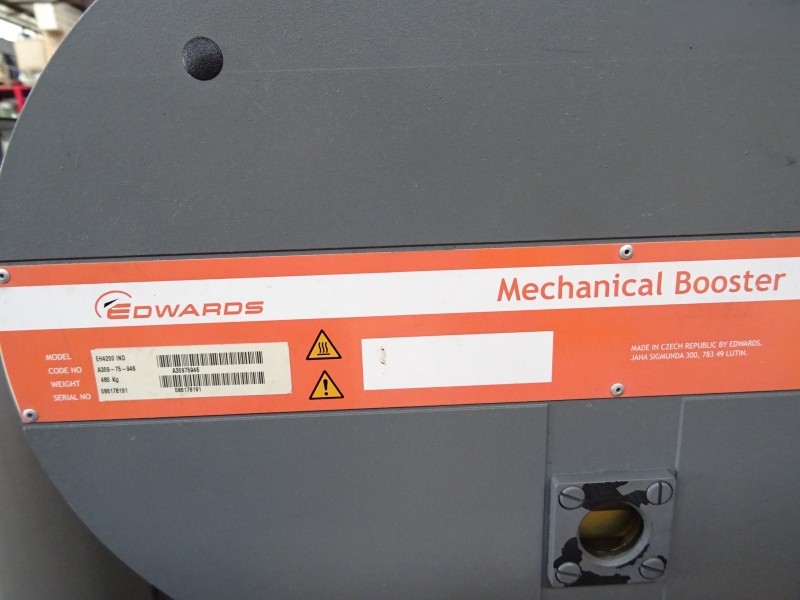 EDWARDS
Mechanical Booster
MODEL EH4200 IND
CODE NO A309-75-946 A30975946
WEIGHT 480 Kg
SERIAL NO 086178191 086178191
MADE IN CZECH REPUBLIC BY EDWARDS.
JANA SIGMUNDA 300, 783 49 LUTIN.